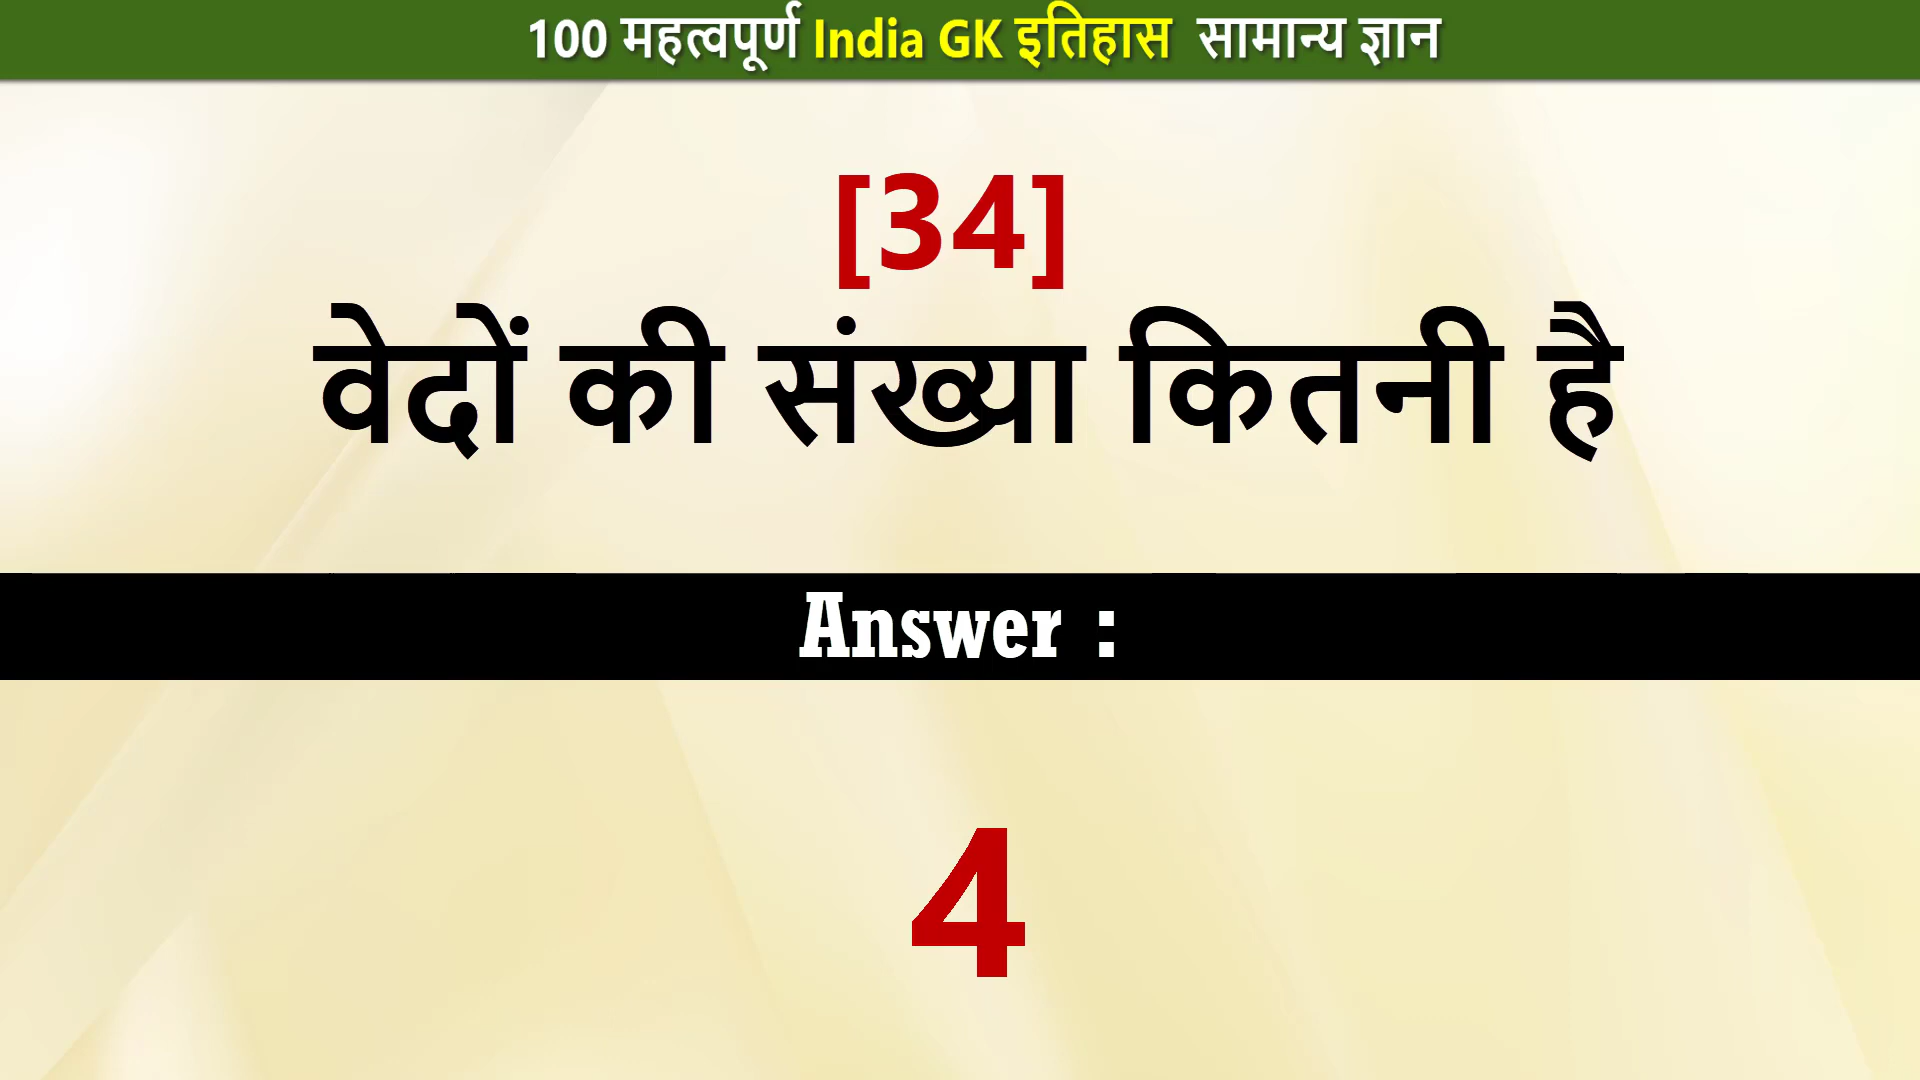 100 महत्वपूर्ण India GK इतिहास सामान्य ज्ञान
[34]
वेदों की संख्या कितनी है
Answer :
4